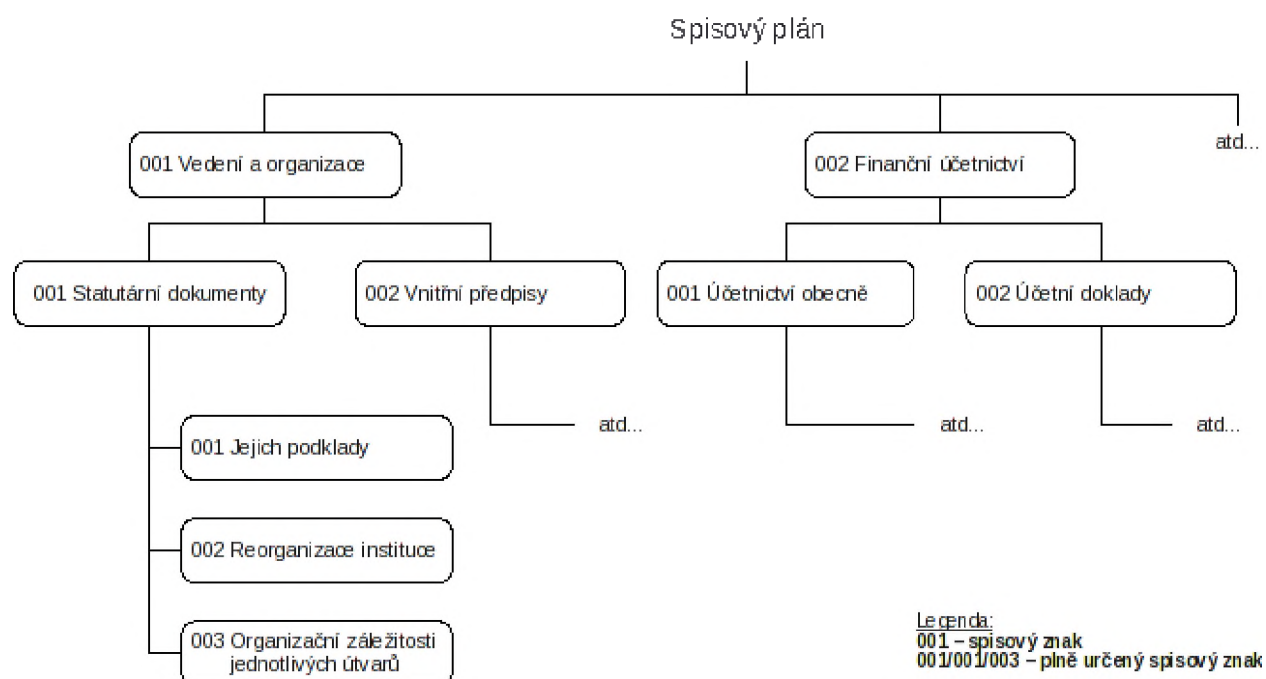 Spisový plán
atd...
001 Vedení a organizace
002 Finanční účetnictví
001 Statutární dokumenty
002 Vnitřní předpisy
001 Účetnictví obecně
002 Účetní doklady
atd...
atd...
atd...
001 Jejich podklady
002 Reorganizace instituce
003 Organizační záležitosti
jednotlivých útvarů
Legenda:
001 – spisový znak
001/001/003 – plně určený spisový znak